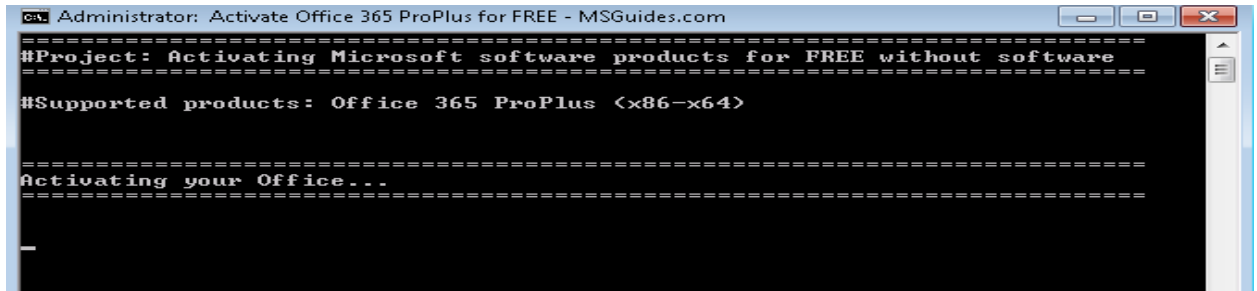 Administrator: Activate Office 365 ProPlus for FREE - MSGuides.com
============================================================================
#Project: Activating Microsoft software products for FREE without software
============================================================================
#Supported products: Office 365 ProPlus (x86-x64)
============================================================================
Activating your Office...
============================================================================
_